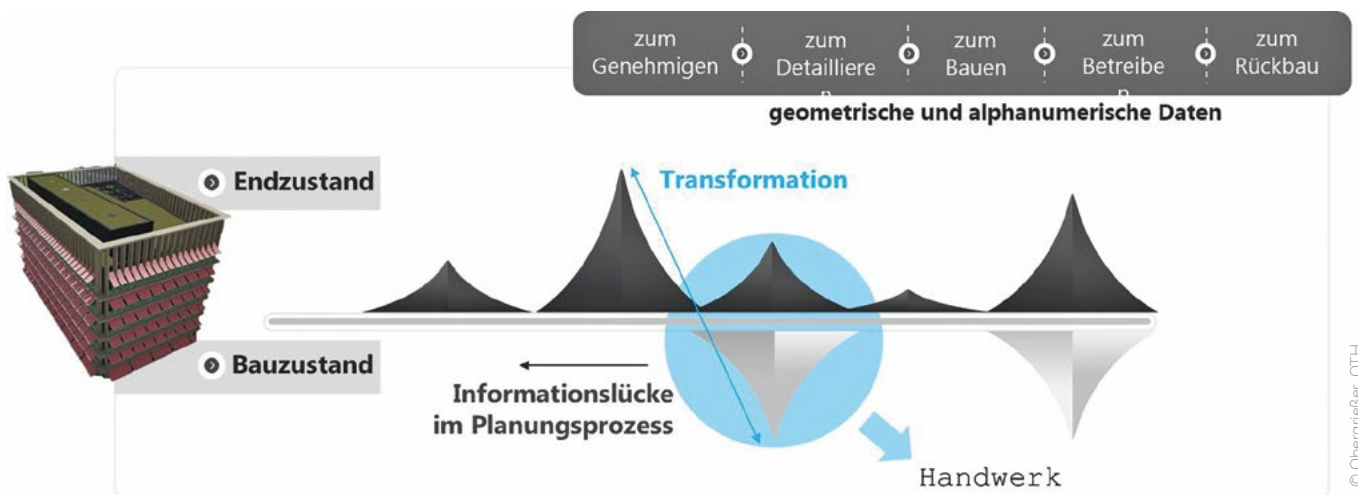 zum
Genehmigen
zum
Detailliere
n
zum
Bauen
zum
Betreibe
n
zum
Rückbau
geometrische und alphanumerische Daten
Endzustand
Transformation
Bauzustand
Informationslücke
im Planungsprozess
Handwerk
© Obergrießer, OTH